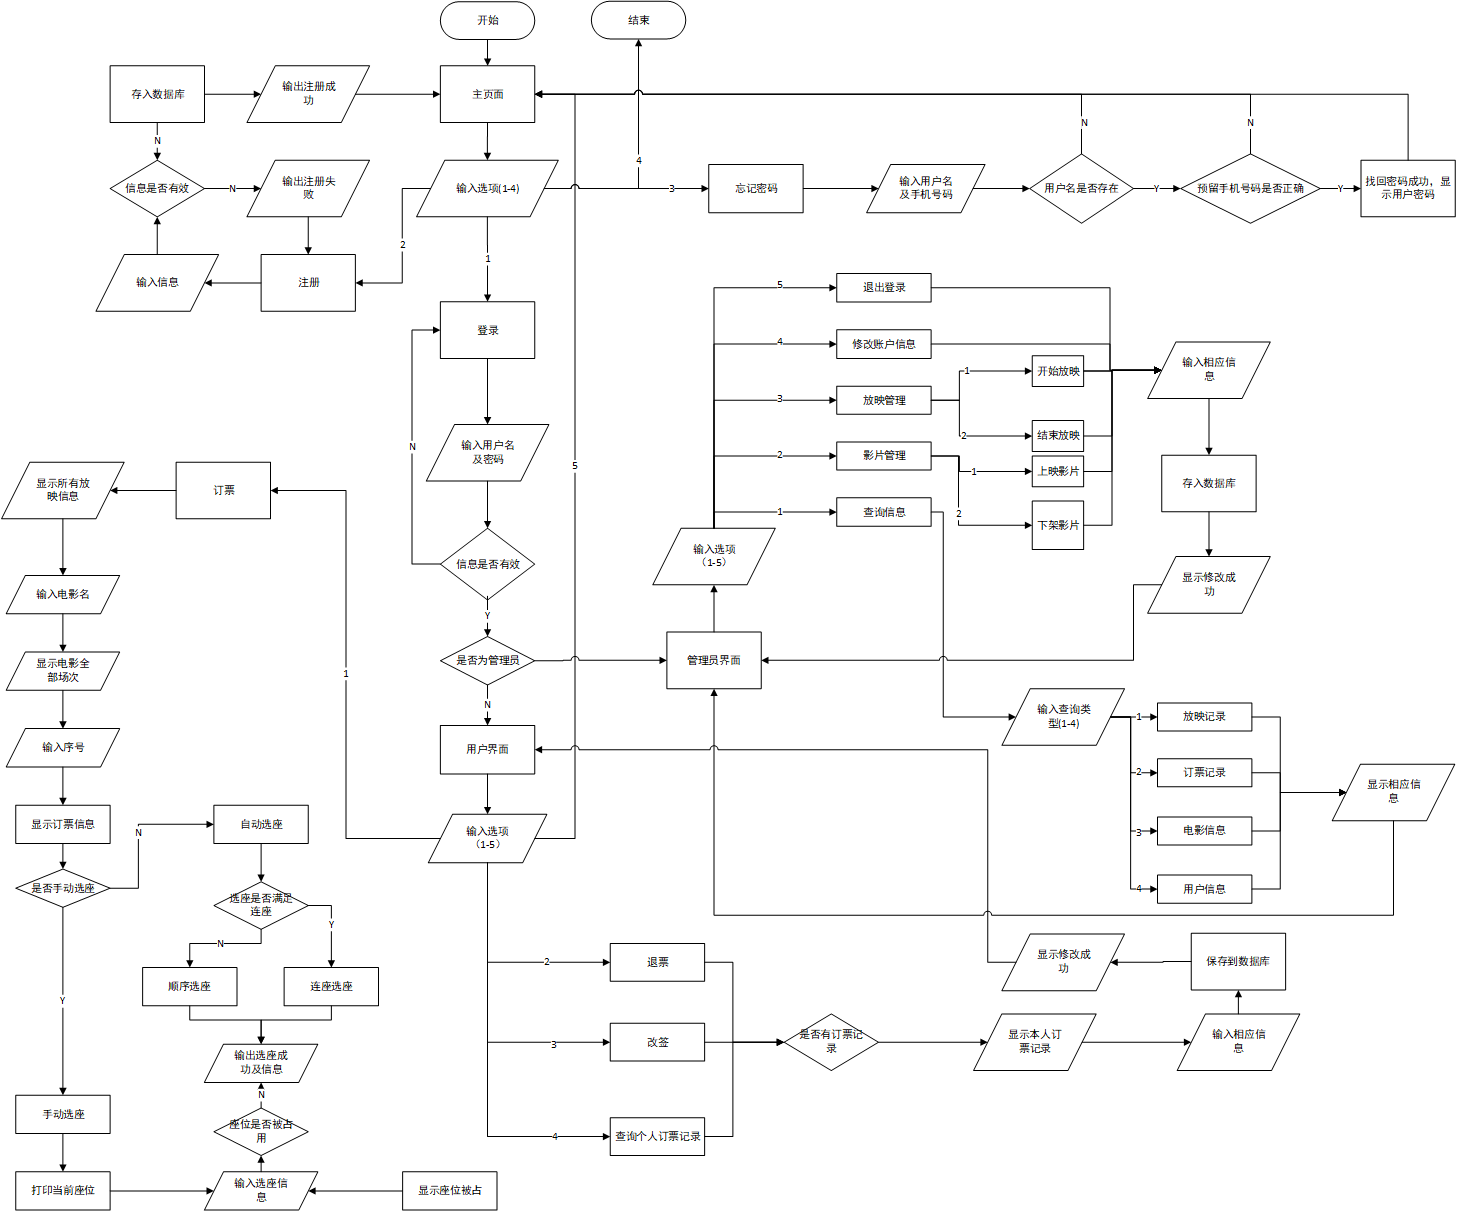 开始
结束
存入数据库
输出注册成
功
主页面
N
N
N
信息是否有效
N
输出注册失
败
输入选项(1-4)
4
3
忘记密码
输入用户名
及手机号码
用户名是否存在
Y
预留手机号码是否正确
Y
找回密码成功，显
示用户密码
2
1
输入信息
注册
登录
5
退出登录
4
修改账户信息
输入相应信
息
3
放映管理
1
开始放映
2
结束放映
N
输入用户名
及密码
5
2
影片管理
1
上映影片
显示所有放
映信息
订票
存入数据库
1
查询信息
2
下架影片
信息是否有效
输入选项
（1-5）
显示修改成
功
输入电影名
Y
显示电影全
部场次
1
是否为管理员
管理员界面
N
输入序号
用户界面
输入查询类
型(1-4)
1
放映记录
2
订票记录
显示相应信
息
显示订票信息
N
自动选座
输入选项
（1-5）
3
电影信息
是否手动选座
选座是否满足
连座
4
用户信息
Y
N
2
退票
显示修改成
功
保存到数据库
顺序选座
连座选座
Y
3
改签
是否有订票记
录
显示本人订
票记录
输入相应信
息
输出选座成
功及信息
N
手动选座
座位是否被占
用
4
查询个人订票记录
打印当前座位
输入选座信
息
显示座位被占